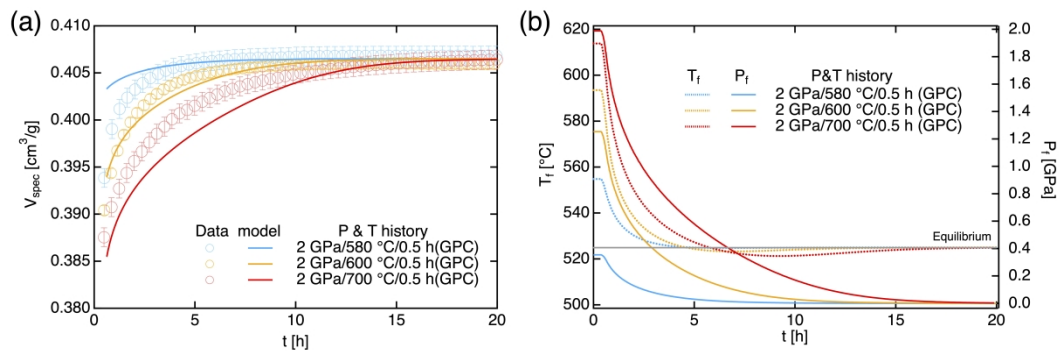 (a)
0.410
0.405
0.400
0.395
0.390
0.385
0.380
V_spec [cm³/g]
Data model P & T history
2 GPa/580 °C/0.5 h(GPC)
2 GPa/600 °C/0.5 h(GPC)
2 GPa/700 °C/0.5 h(GPC)
0 5 10 15 20
t [h]
(b)
620
600
580
560
540
520
500
T_f [°C]
T_f P_f P&T history
2 GPa/580 °C/0.5 h (GPC)
2 GPa/600 °C/0.5 h (GPC)
2 GPa/700 °C/0.5 h (GPC)
Equilibrium
2.0
1.8
1.6
1.4
1.2
1.0
0.8
0.6
0.4
0.2
0.0
P_f [GPa]
0 5 10 15 20
t [h]